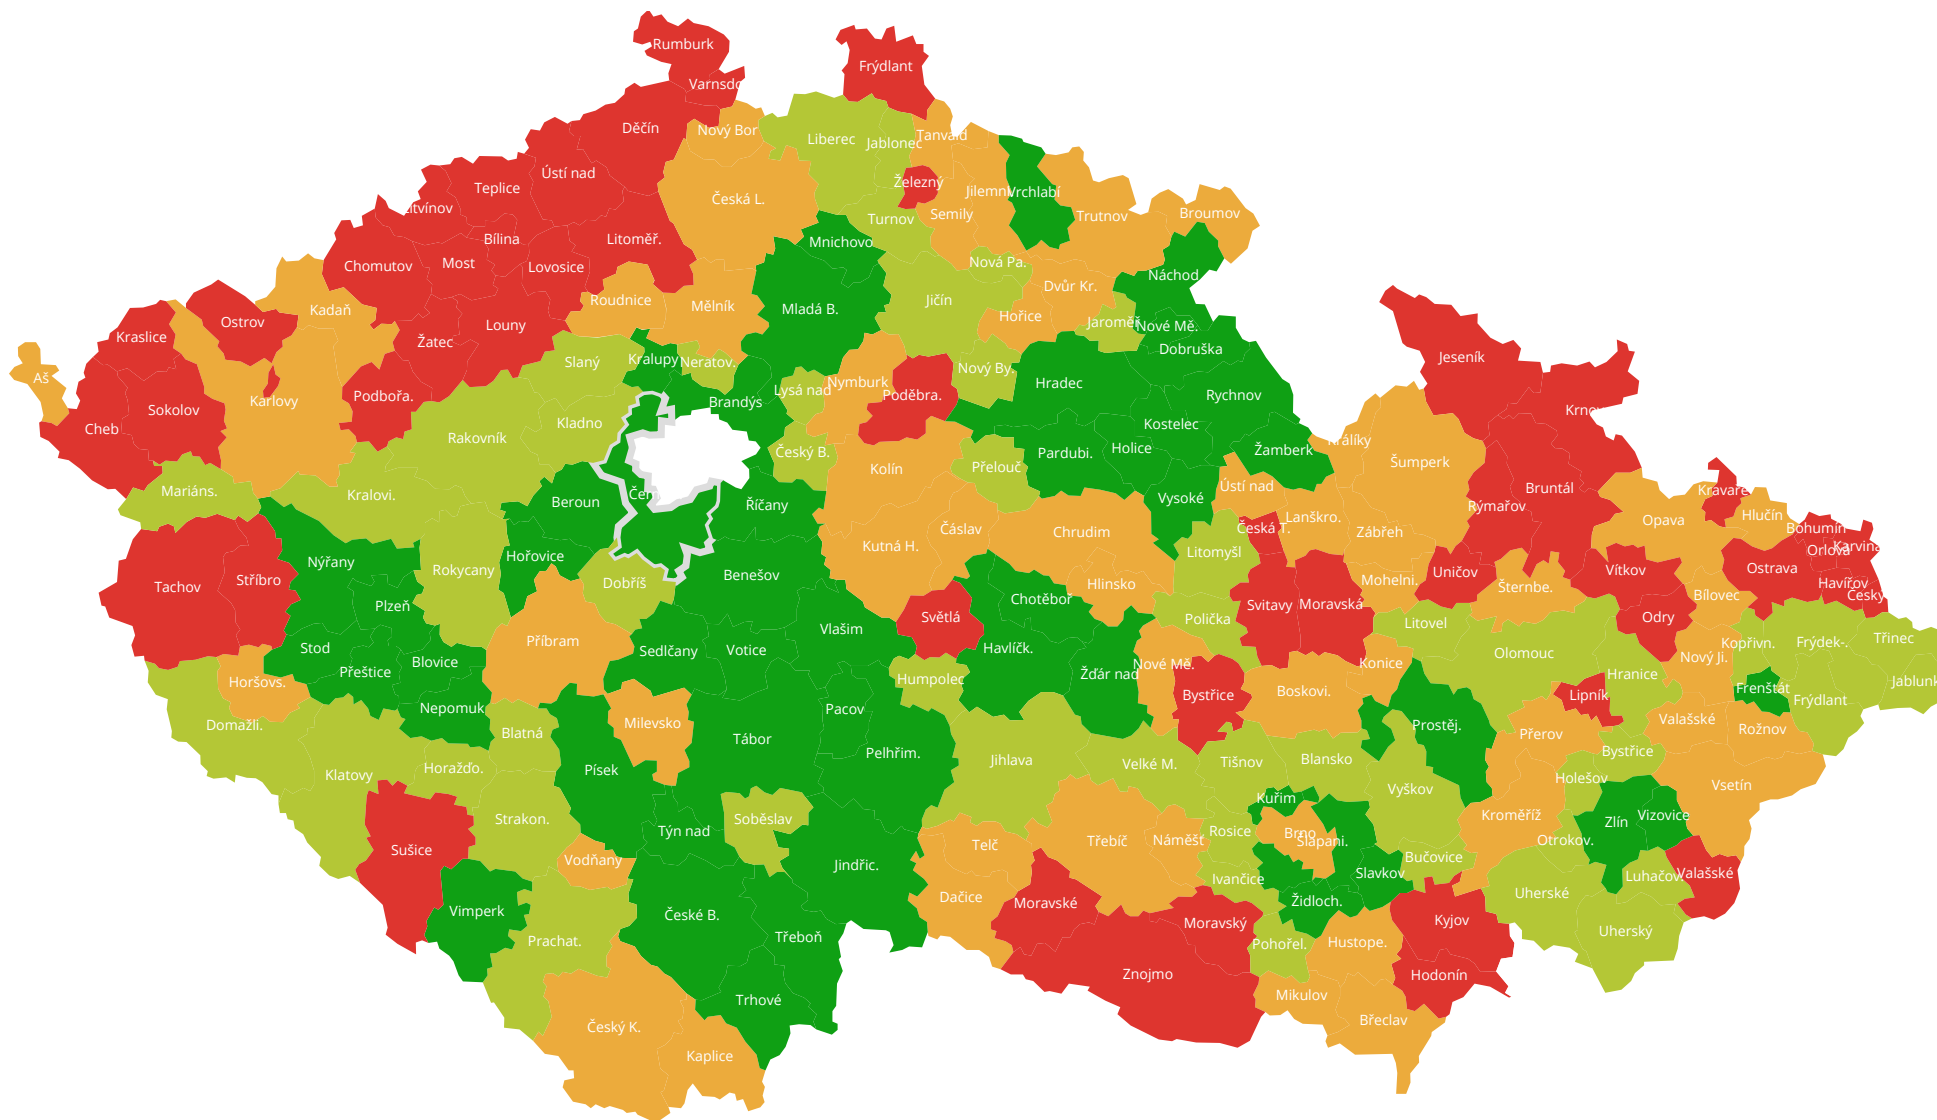 Rumburk
Frýdlant
Varnsdo
Děčín
Nový Bor
Tanvald
Liberec
Jablonec
Ústí nad
Železný
Teplice
Jilemni
Vrchlabí
Česká L.
Broumov
Semily
Trutnov
Turnov
Litvínov
Bílina
Litoměř.
Mnichovo
Most
Nová Pa.
Chomutov
Lovosice
Náchod
Dvůr Kr.
Roudnice
Jičín
Mělník
Mladá B.
Kadaň
Hořice
Ostrov
Jaroměř
Louny
Nové Mě.
Kraslice
Žatec
Dobruška
Jeseník
Slaný
Kralupy
Neratov.
Nový By.
Aš
Nymburk
Hradec
Lysá nad
Podbořa.
Poděbra.
Rychnov
Karlovy
Brandýs
Sokolov
Krnov
Kladno
Kostelec
Cheb
Rakovník
Králíky
Holice
Žamberk
Český B.
Pardubi.
Šumperk
Kolín
Přelouč
Ústí nad
Mariáns.
Kralovi.
Bruntál
Kravaře
Vysoké
Beroun
Říčany
Rýmařov
Hlučín
Lanškro.
Opava
Česká T.
Bohumín
Čáslav
Chrudim
Zábřeh
Kutná H.
Karviná
Orlová
Litomyšl
Hořovice
Nýřany
Ostrava
Rokycany
Vítkov
Uničov
Benešov
Mohelni.
Dobříš
Hlinsko
Havířov
Stříbro
Tachov
Šternbe.
Český
Bílovec
Chotěboř
Plzeň
Svitavy
Moravská
Světlá
Odry
Polička
Litovel
Vlašim
Třinec
Příbram
Frýdek-.
Kopřivn.
Stod
Havlíčk.
Sedlčany
Votice
Olomouc
Nový Ji.
Blovice
Konice
Nové Mě.
Přeštice
Žďár nad
Hranice
Humpolec
Jablunk
Horšovs.
Frenštát
Boskovi.
Bystřice
Lipník
Frýdlant
Nepomuk
Pacov
Valašské
Milevsko
Domažli.
Prostěj.
Rožnov
Blatná
Přerov
Tábor
Bystřice
Pelhřim.
Blansko
Jihlava
Tišnov
Velké M.
Horažďo.
Písek
Klatovy
Holešov
Vsetín
Vyškov
Kuřim
Kroměříž
Vizovice
Strakon.
Soběslav
Zlín
Týn nad
Rosice
Brno
Otrokov.
Náměšť
Třebíč
Šlapani.
Telč
Sušice
Bučovice
Vodňany
Jindřic.
Slavkov
Valašské
Luhačov.
Ivančice
Uherské
Dačice
Židloch.
Moravské
Vimperk
České B.
Kyjov
Moravský
Uherský
Třeboň
Prachat.
Hustope.
Pohořel.
Znojmo
Hodonín
Mikulov
Trhové
Břeclav
Český K.
Kaplice